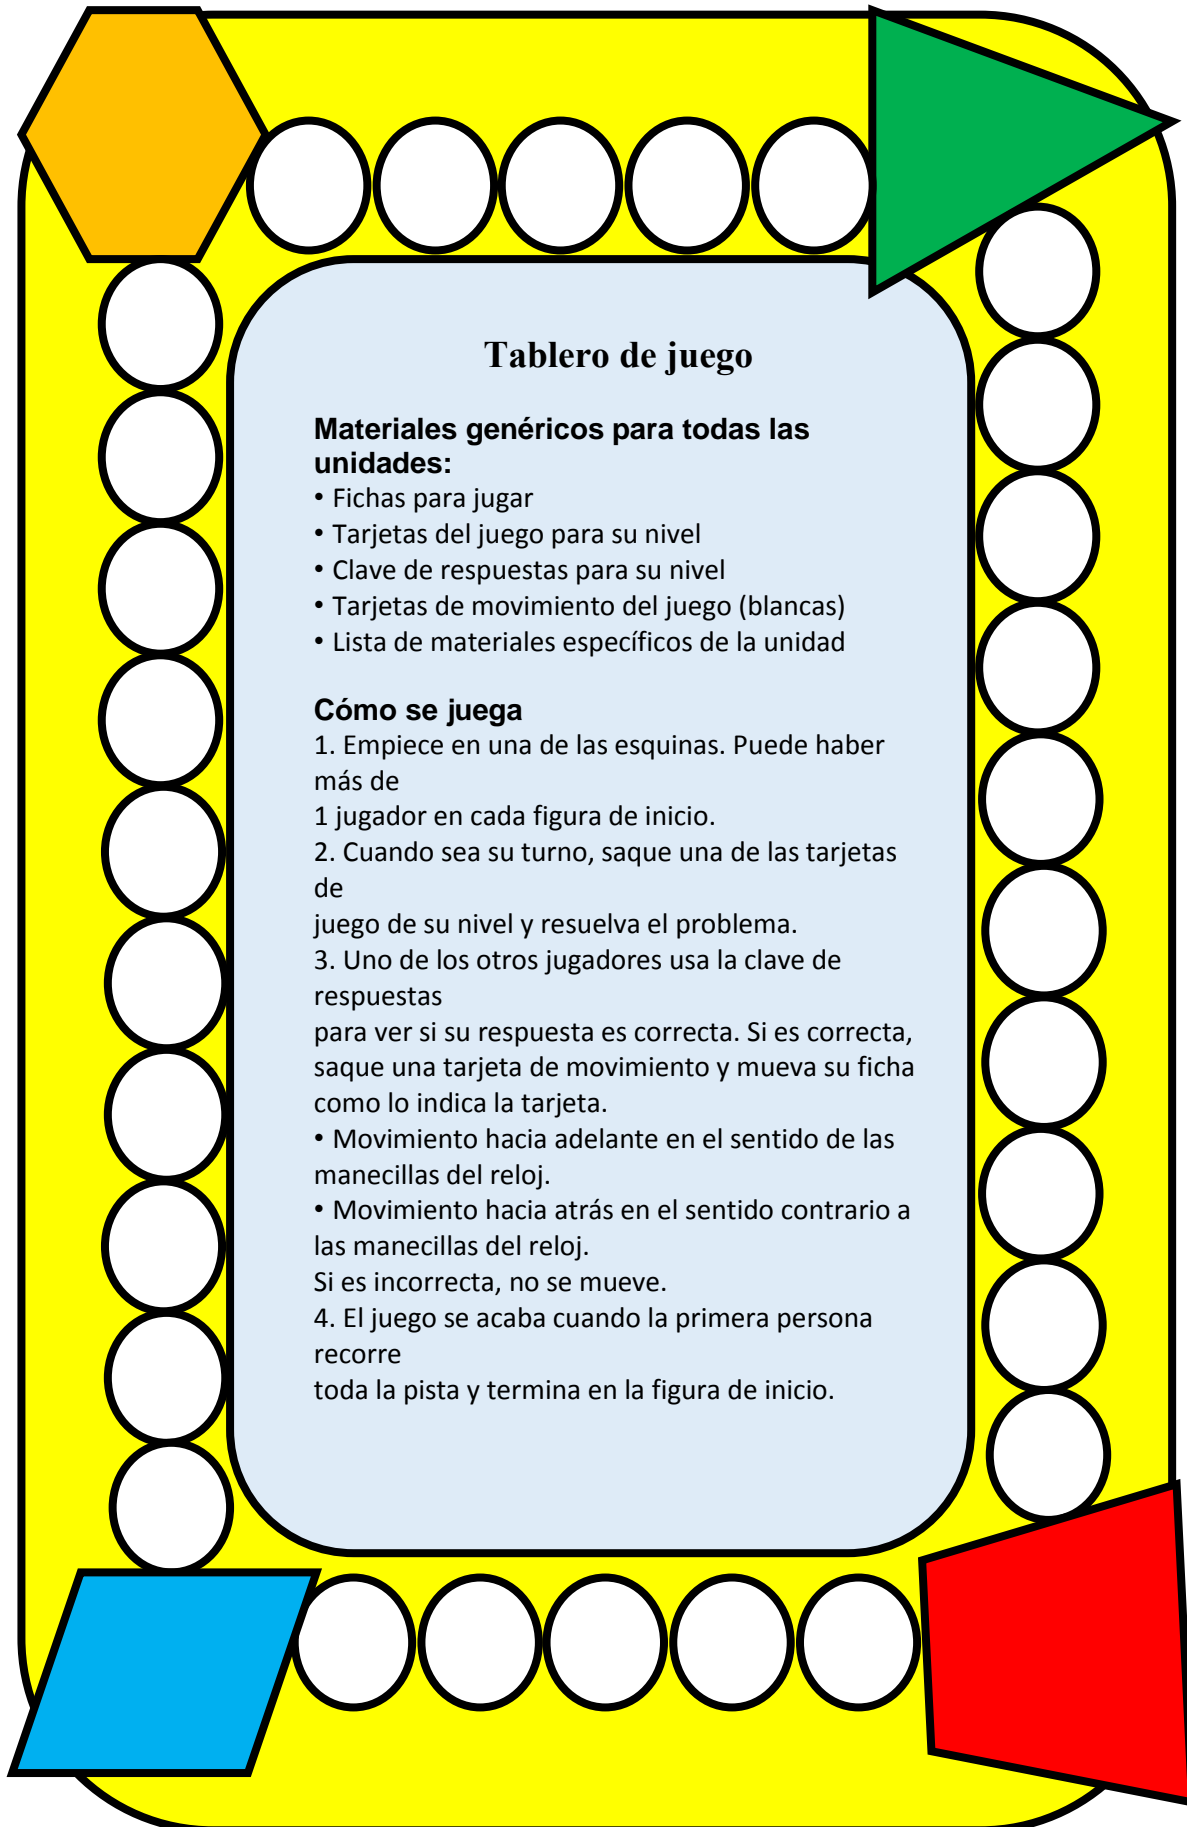 Tablero de juego
Materiales genéricos para todas las
unidades:
• Fichas para jugar
• Tarjetas del juego para su nivel
• Clave de respuestas para su nivel
• Tarjetas de movimiento del juego (blancas)
• Lista de materiales específicos de la unidad
Cómo se juega
1. Empiece en una de las esquinas. Puede haber
más de
1 jugador en cada figura de inicio.
2. Cuando sea su turno, saque una de las tarjetas
de
juego de su nivel y resuelva el problema.
3. Uno de los otros jugadores usa la clave de
respuestas
para ver si su respuesta es correcta. Si es correcta,
saque una tarjeta de movimiento y mueva su ficha
como lo indica la tarjeta.
• Movimiento hacia adelante en el sentido de las
manecillas del reloj.
• Movimiento hacia atrás en el sentido contrario a
las manecillas del reloj.
Si es incorrecta, no se mueve.
4. El juego se acaba cuando la primera persona
recorre
toda la pista y termina en la figura de inicio.